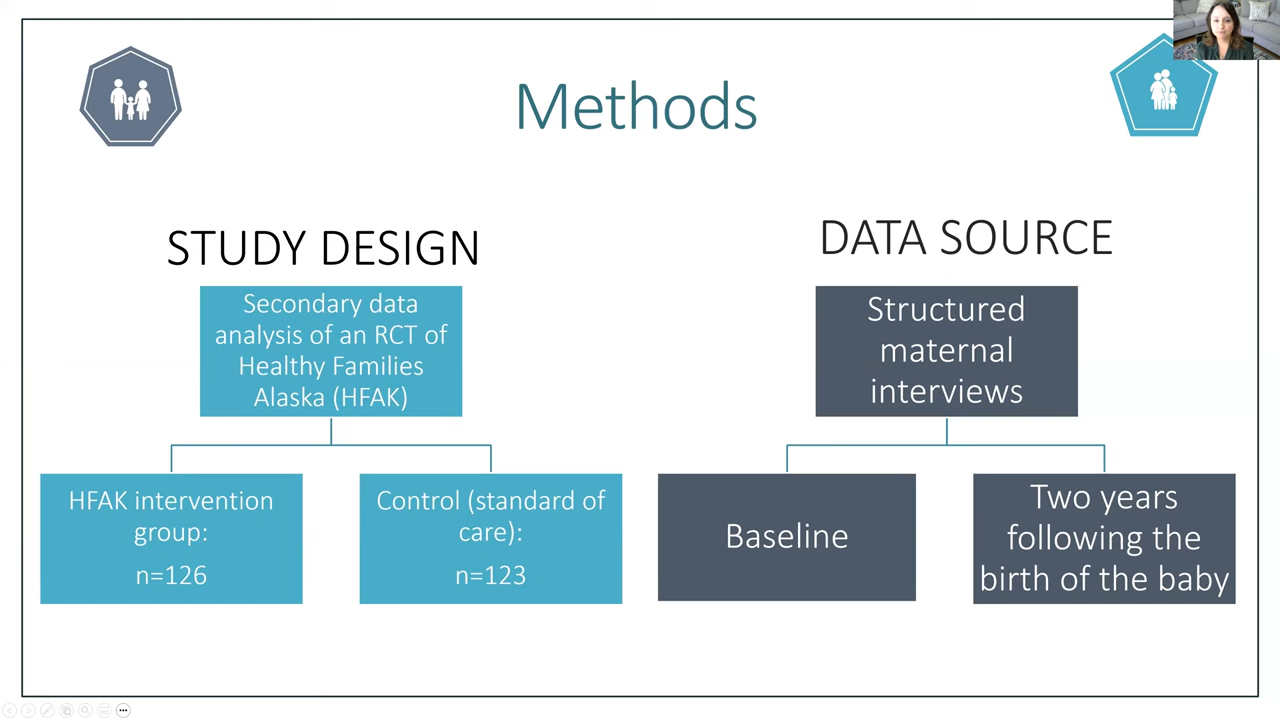 Methods
STUDY DESIGN
Secondary data
analysis of an RCT of
Healthy Families
Alaska (HFAK)
HFAK intervention
group:
n=126
Control (standard of
care):
n=123
DATA SOURCE
Structured
maternal
interviews
Baseline
Two years
following the
birth of the baby